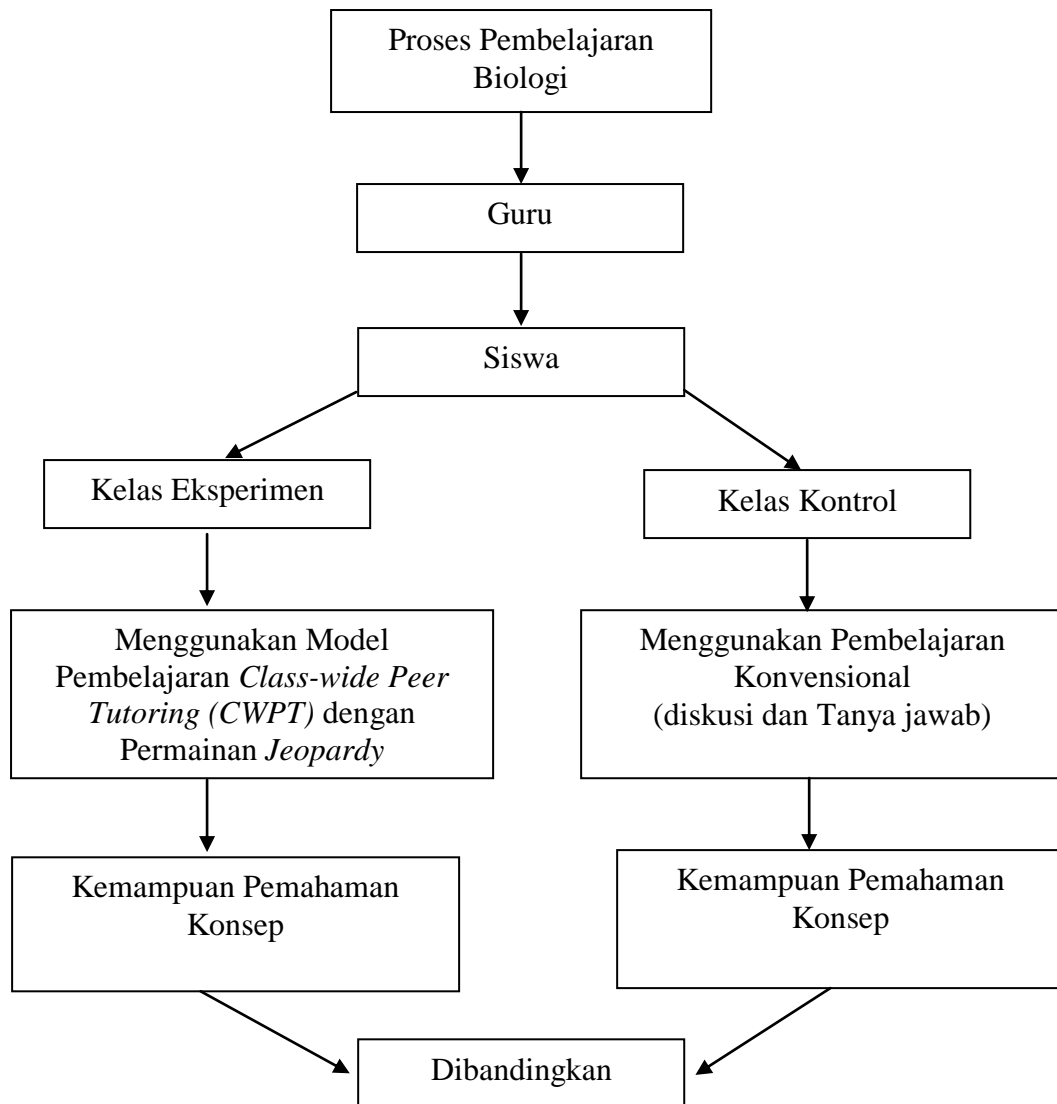 Proses Pembelajaran
Biologi
Guru
Siswa
Kelas Eksperimen
Kelas Kontrol
Menggunakan Model
Pembelajaran Class-wide Peer
Tutoring (CWPT) dengan
Permainan Jeopardy
Menggunakan Pembelajaran
Konvensional
(diskusi dan Tanya jawab)
Kemampuan Pemahaman
Konsep
Kemampuan Pemahaman
Konsep
Dibandingkan